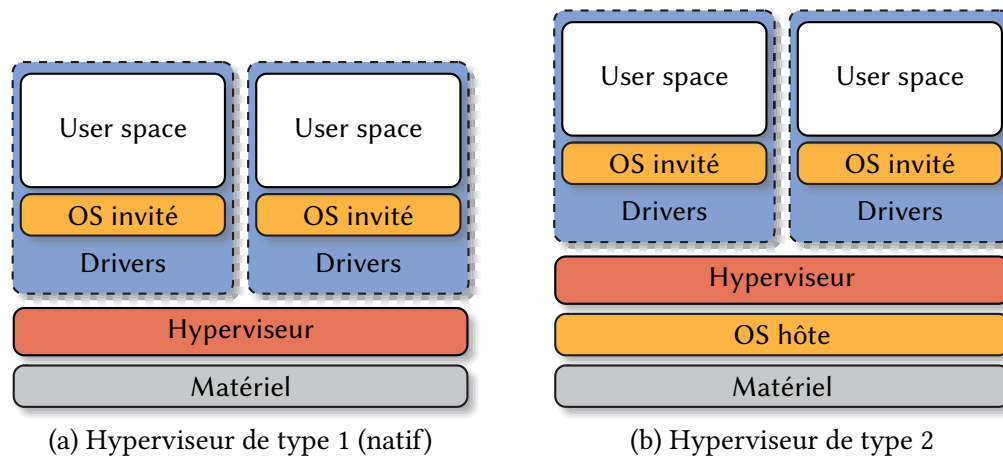 User space
User space
OS invité
OS invité
Drivers
Drivers
Hyperviseur
Matériel
(a) Hyperviseur de type 1 (natif)
User space
User space
OS invité
OS invité
Drivers
Drivers
Hyperviseur
OS hôte
Matériel
(b) Hyperviseur de type 2